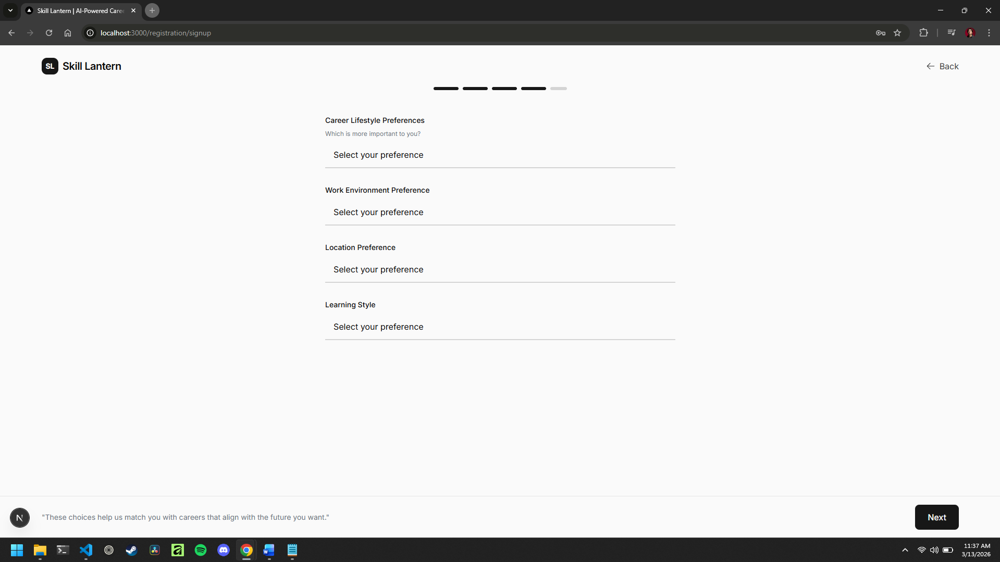 Skill Lantern | AI-Powered Caree
localhost:3000/registration/signup
SL Skill Lantern
Back
Career Lifestyle Preferences
Which is more important to you?
Select your preference
Work Environment Preference
Select your preference
Location Preference
Select your preference
Learning Style
Select your preference
N
"These choices help us match you with careers that align with the future you want."
Next
11:37 AM
3/13/2026